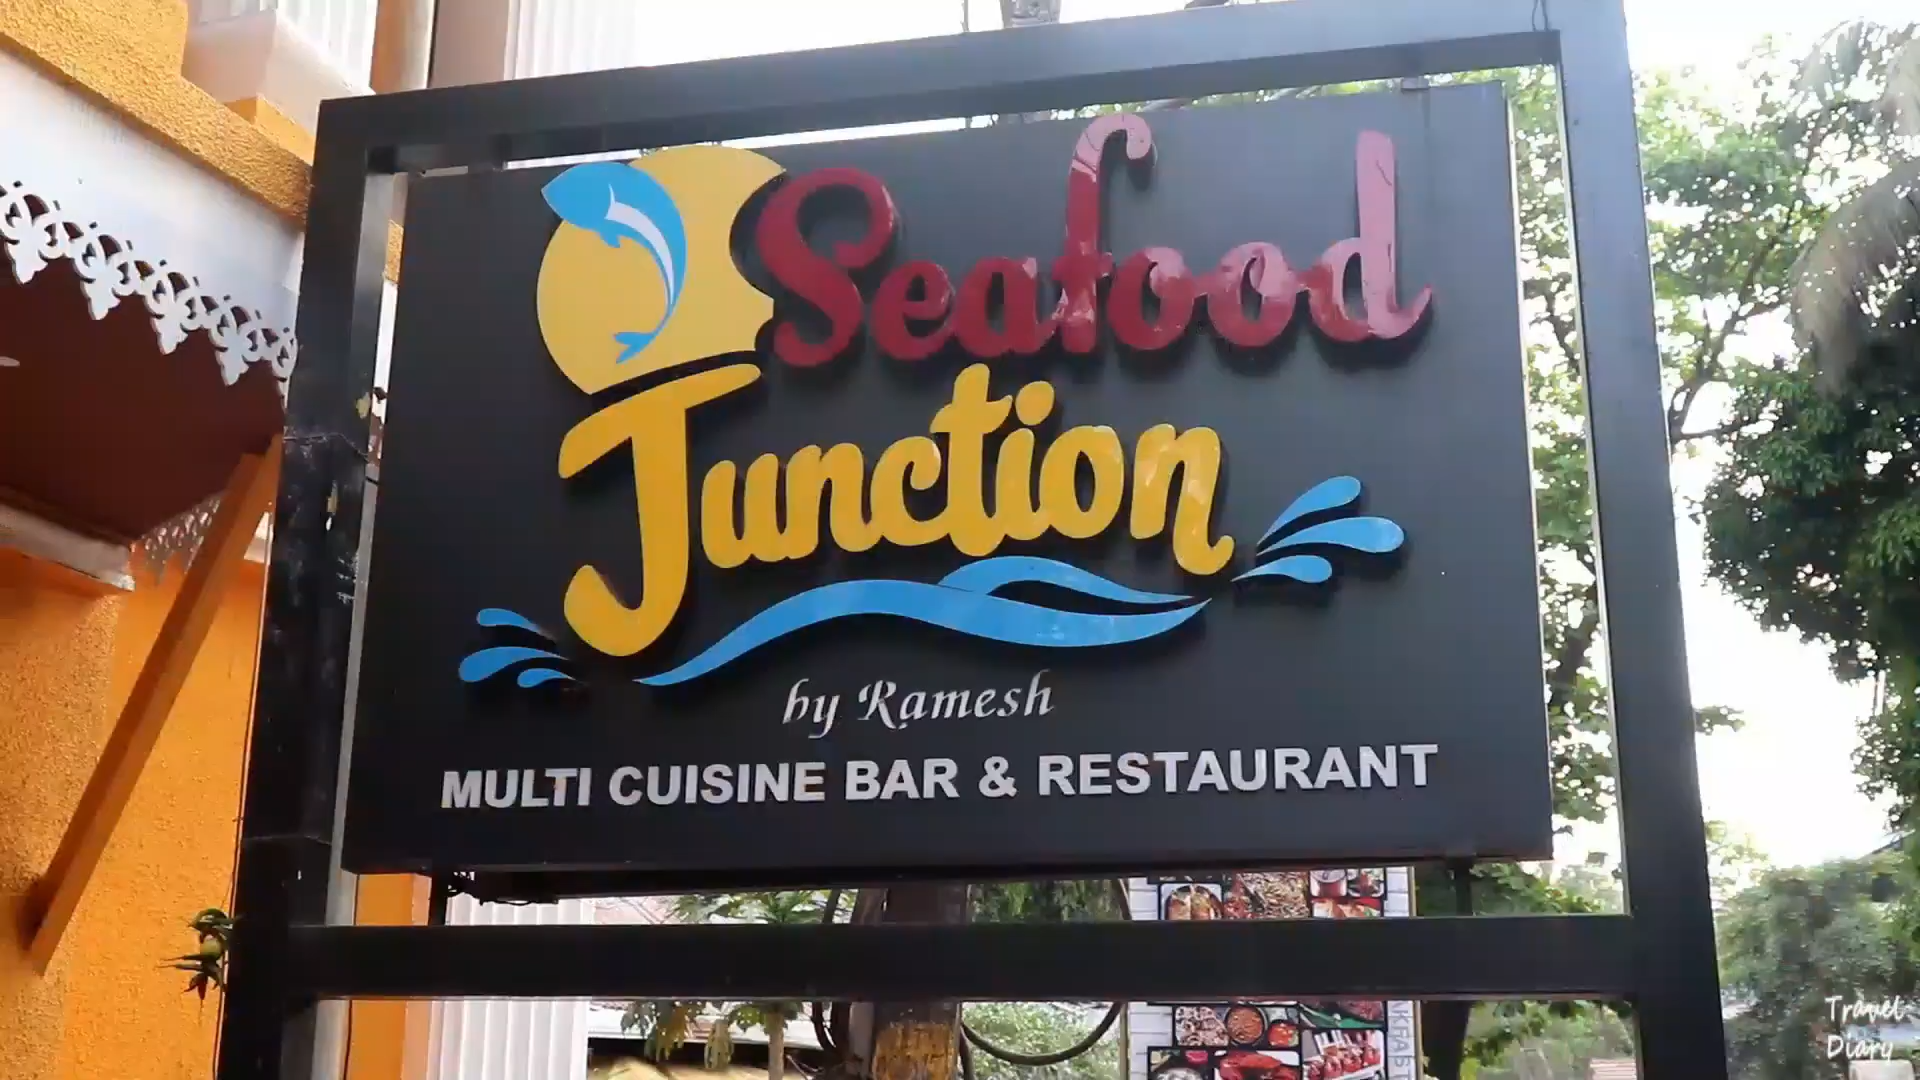 Seafood
Junction
by Ramesh
MULTI CUISINE BAR & RESTAURANT
Travel
Diary